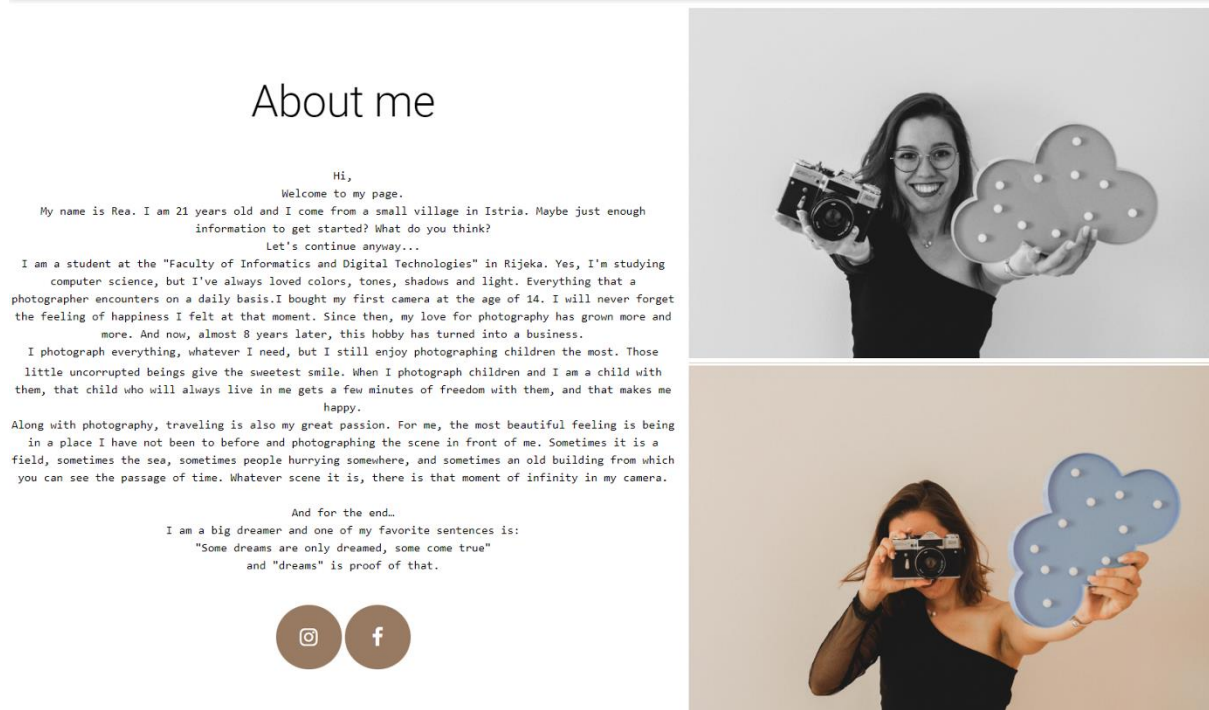 About me
Hi,
Welcome to my page.
My name is Rea. I am 21 years old and I come from a small village in Istria. Maybe just enough
information to get started? What do you think?
Let's continue anyway...
I am a student at the "Faculty of Informatics and Digital Technologies" in Rijeka. Yes, I'm studying
computer science, but I've always loved colors, tones, shadows and light. Everything that a
photographer encounters on a daily basis.I bought my first camera at the age of 14. I will never forget
the feeling of happiness I felt at that moment. Since then, my love for photography has grown more and
more. And now, almost 8 years later, this hobby has turned into a business.
I photograph everything, whatever I need, but I still enjoy photographing children the most. Those
little uncorrupted beings give the sweetest smile. When I photograph children and I am a child with
them, that child who will always live in me gets a few minutes of freedom with them, and that makes me
happy.
Along with photography, traveling is also my great passion. For me, the most beautiful feeling is being
in a place I have not been to before and photographing the scene in front of me. Sometimes it is a
field, sometimes the sea, sometimes people hurrying somewhere, and sometimes an old building from which
you can see the passage of time. Whatever scene it is, there is that moment of infinity in my camera.
And for the end…
I am a big dreamer and one of my favorite sentences is:
"Some dreams are only dreamed, some come true"
and "dreams" is proof of that.